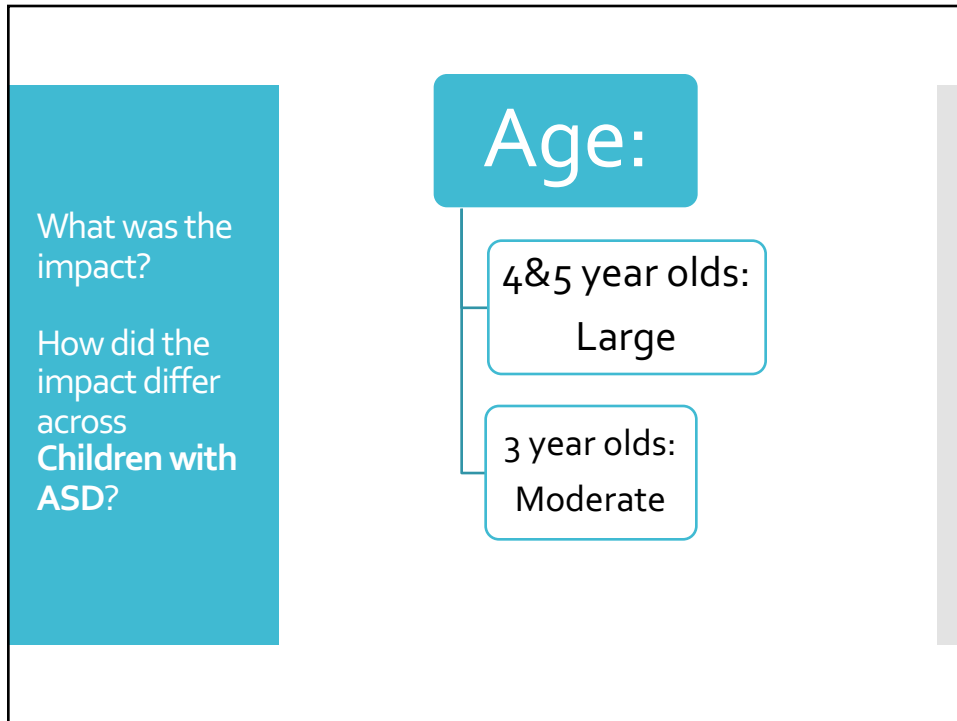 What was the
impact?
How did the
impact differ
across
Children with
ASD?
Age:
4&5 year olds:
Large
3 year olds:
Moderate